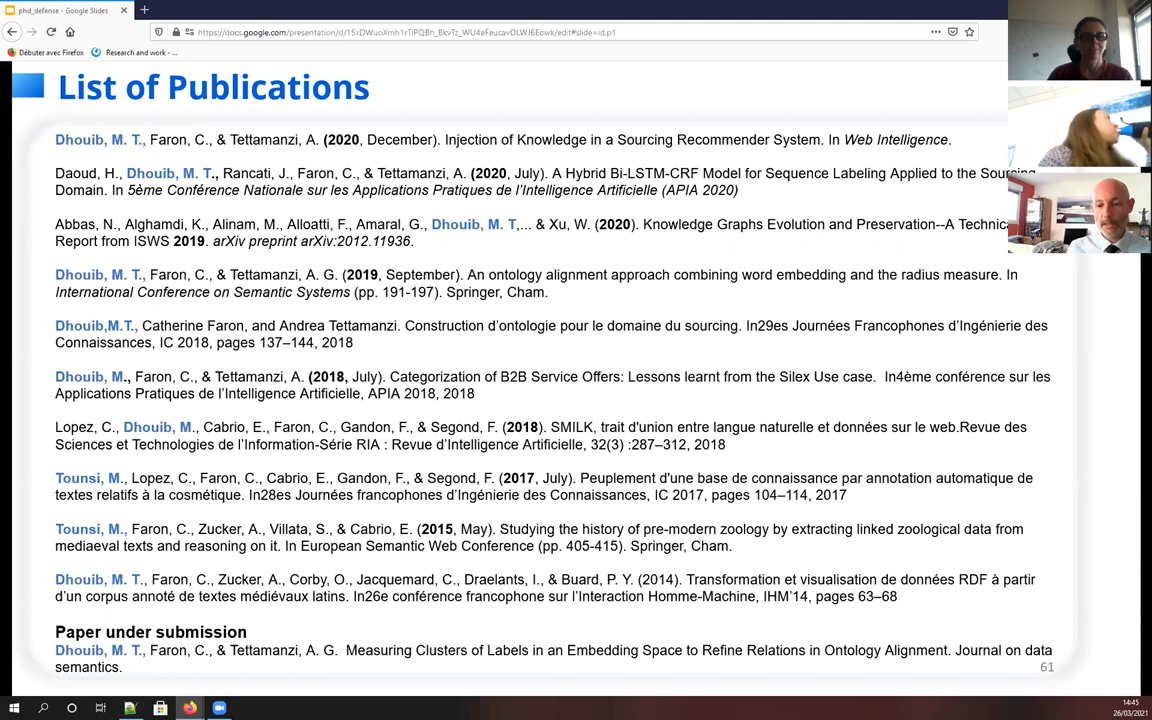 phd_defense - Google Slides
https://docs.google.com/presentation/d/15xDWuoXmh1rTlPQBh_BkvTz_WU4eFeucavDLWJ6Eowk/edit#slide=id.p1
Débuter avec Firefox
Research and work - ...
List of Publications
Dhouib, M. T., Faron, C., & Tettamanzi, A. (2020, December). Injection of Knowledge in a Sourcing Recommender System. In Web Intelligence.
Daoud, H., Dhouib, M. T., Rancati, J., Faron, C., & Tettamanzi, A. (2020, July). A Hybrid Bi-LSTM-CRF Model for Sequence Labeling Applied to the Sourcing
Domain. In 5ème Conférence Nationale sur les Applications Pratiques de l'Intelligence Artificielle (APIA 2020)
Abbas, N., Alghamdi, K., Alinam, M., Alloatti, F., Amaral, G., Dhouib, M. T,... & Xu, W. (2020). Knowledge Graphs Evolution and Preservation--A Technica
Report from ISWS 2019. arXiv preprint arXiv:2012.11936.
Dhouib, M. T., Faron, C., & Tettamanzi, A. G. (2019, September). An ontology alignment approach combining word embedding and the radius measure. In
International Conference on Semantic Systems (pp. 191-197). Springer, Cham.
Dhouib,M.T., Catherine Faron, and Andrea Tettamanzi. Construction d'ontologie pour le domaine du sourcing. In29es Journées Francophones d'Ingénierie des
Connaissances, IC 2018, pages 137–144, 2018
Dhouib, M., Faron, C., & Tettamanzi, A. (2018, July). Categorization of B2B Service Offers: Lessons learnt from the Silex Use case. In4ème conférence sur les
Applications Pratiques de l'Intelligence Artificielle, APIA 2018, 2018
Lopez, C., Dhouib, M., Cabrio, E., Faron, C., Gandon, F., & Segond, F. (2018). SMILK, trait d'union entre langue naturelle et données sur le web.Revue des
Sciences et Technologies de l'Information-Série RIA : Revue d'Intelligence Artificielle, 32(3) :287–312, 2018
Tounsi, M., Lopez, C., Faron, C., Cabrio, E., Gandon, F., & Segond, F. (2017, July). Peuplement d'une base de connaissance par annotation automatique de
textes relatifs à la cosmétique. In28es Journées francophones d'Ingénierie des Connaissances, IC 2017, pages 104–114, 2017
Tounsi, M., Faron, C., Zucker, A., Villata, S., & Cabrio, E. (2015, May). Studying the history of pre-modern zoology by extracting linked zoological data from
mediaeval texts and reasoning on it. In European Semantic Web Conference (pp. 405-415). Springer, Cham.
Dhouib, M. T., Faron, C., Zucker, A., Corby, O., Jacquemard, C., Draelants, I., & Buard, P. Y. (2014). Transformation et visualisation de données RDF à partir
d'un corpus annoté de textes médiévaux latins. In26e conférence francophone sur l'Interaction Homme-Machine, IHM'14, pages 63–68
Paper under submission
Dhouib, M. T., Faron, C., & Tettamanzi, A. G. Measuring Clusters of Labels in an Embedding Space to Refine Relations in Ontology Alignment. Journal on data
semantics.
61
14:45
26/03/2021